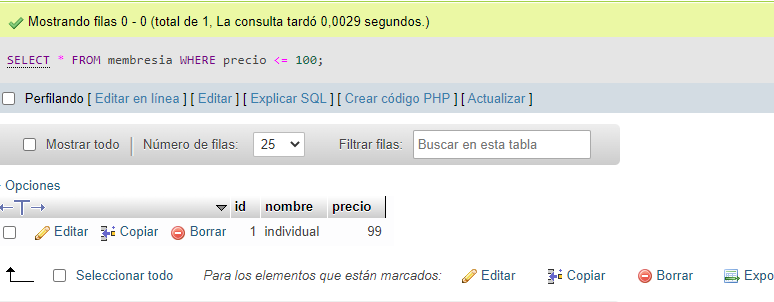 Mostrando filas 0 - 0 (total de 1, La consulta tardó 0,0029 segundos.)
SELECT * FROM membresia WHERE precio <= 100;
Perfilando [ Editar en línea ] [ Editar ] [ Explicar SQL ] [ Crear código PHP ] [ Actualizar ]
Mostrar todo Número de filas: 25 Filtrar filas: Buscar en esta tabla
Opciones
id nombre precio
Editar Copiar Borrar 1 individual 99
Seleccionar todo Para los elementos que están marcados: Editar Copiar Borrar Expo